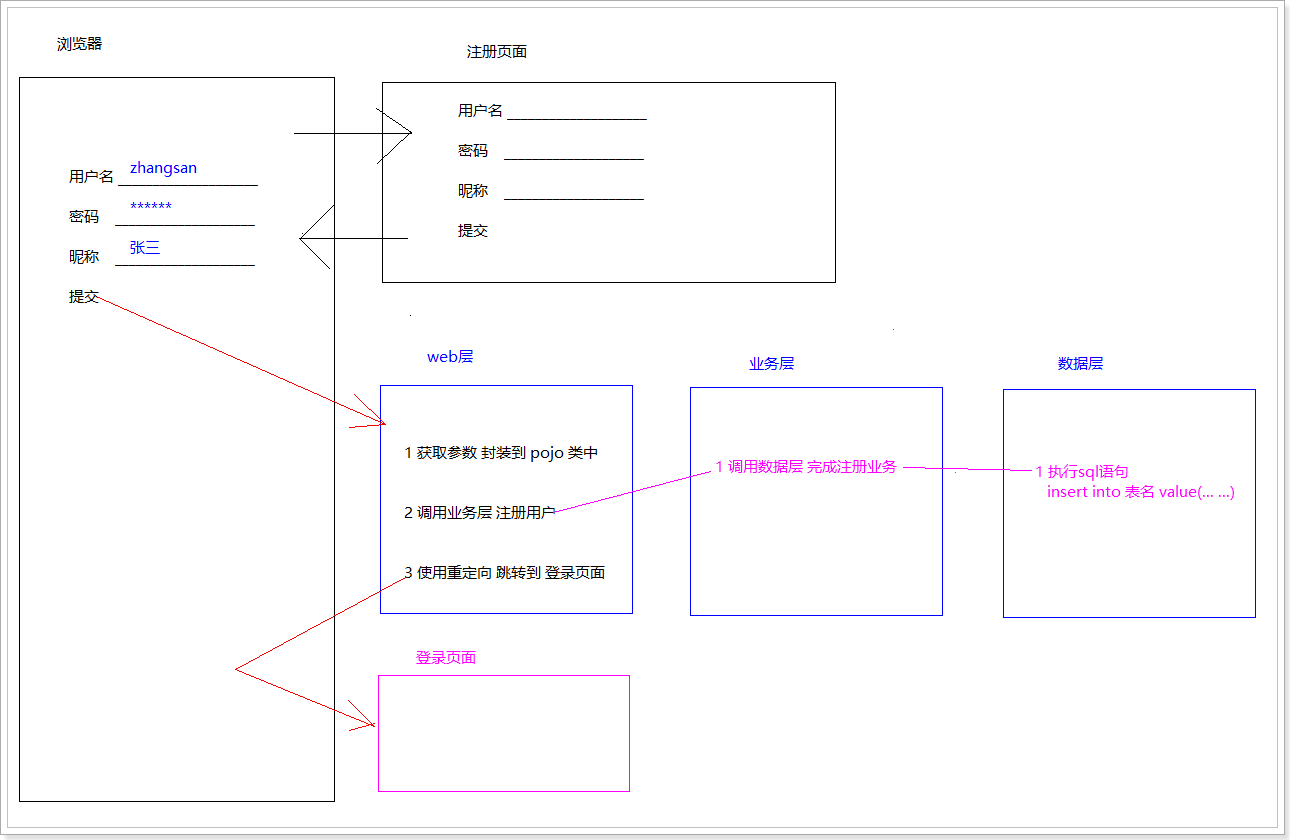 浏览器
注册页面
用户名
密码
昵称
提交
用户名 zhangsan
密码 ******
昵称 张三
提交
web层
业务层
数据层
1 获取参数 封装到 pojo 类中
2 调用业务层 注册用户
3 使用重定向 跳转到 登录页面
1 调用数据层 完成注册业务
1 执行sql语句
insert into 表名 value(... ...)
登录页面